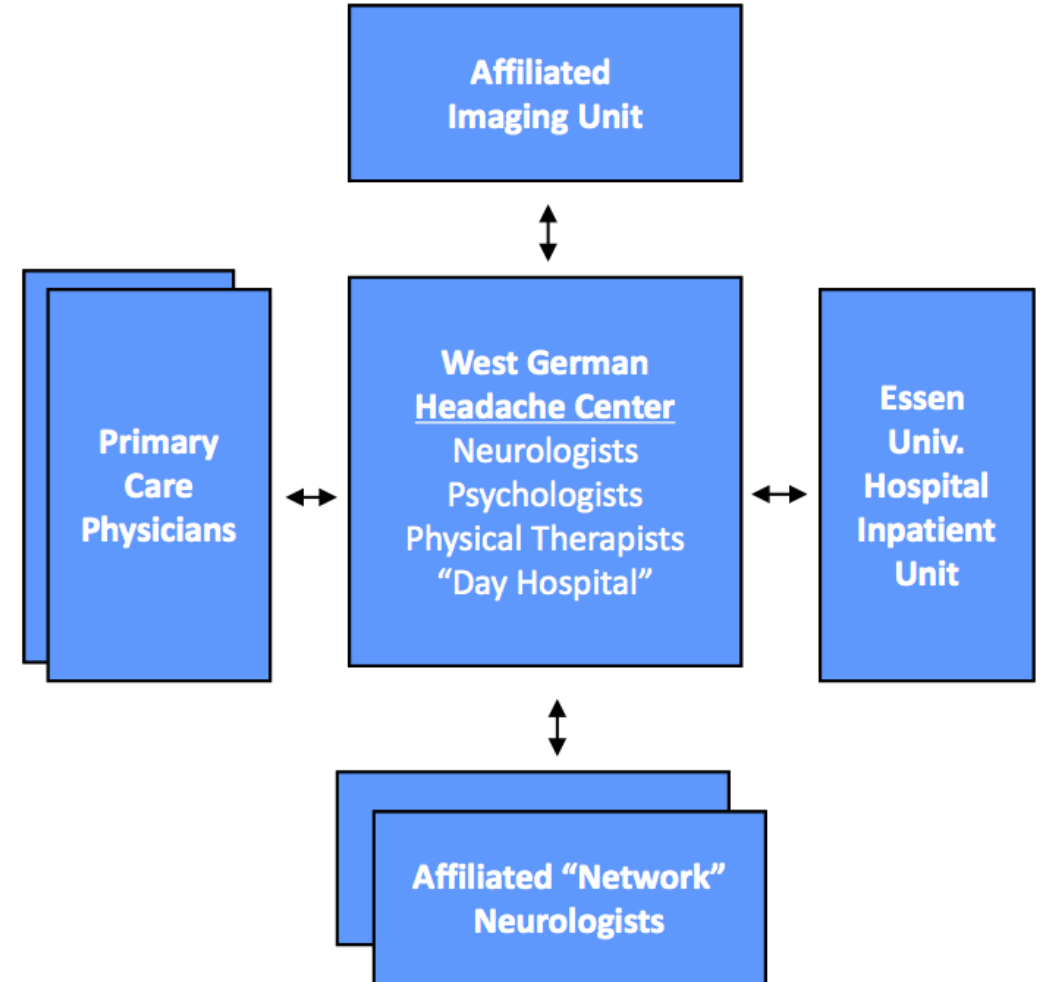 Affiliated
Imaging Unit
Primary
Care
Physicians
West German
Headache Center
Neurologists
Psychologists
Physical Therapists
“Day Hospital”
Essen
Univ.
Hospital
Inpatient
Unit
Affiliated “Network”
Neurologists